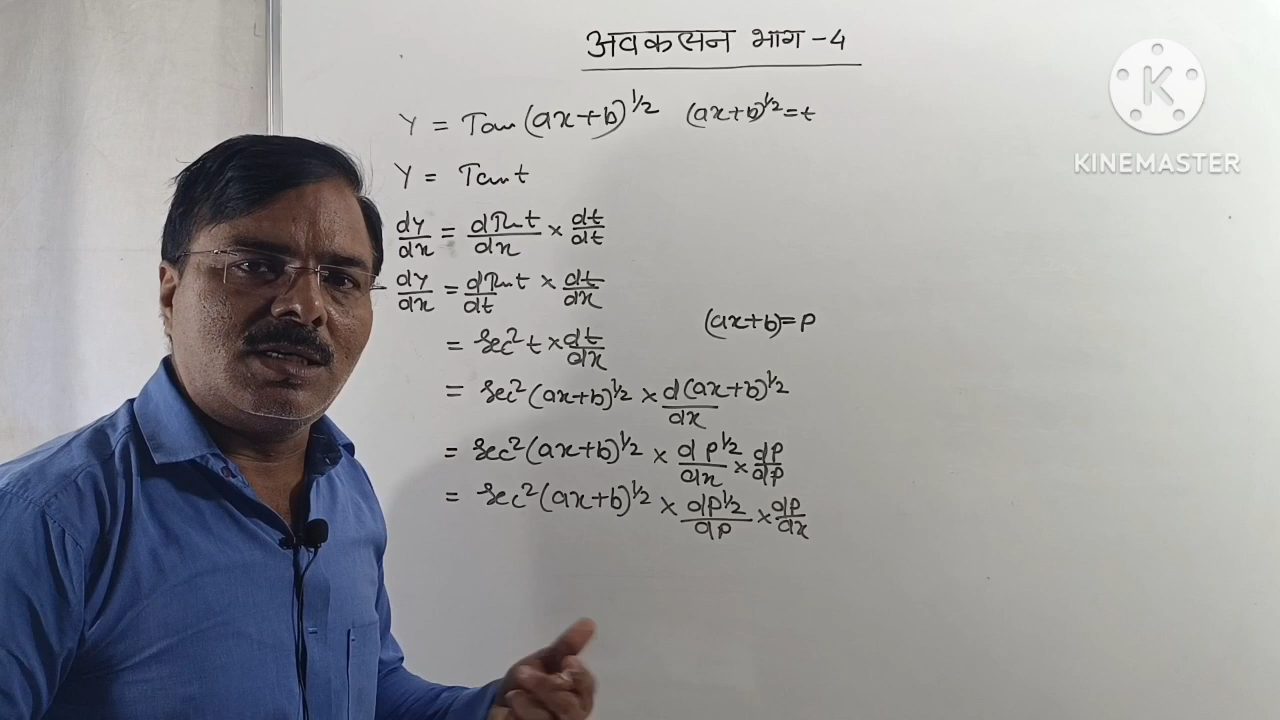 अवकलन भाग - 4
Y = Tan (ax+b)^1/2 (ax+b)^1/2 = t
Y = Tan t
dY/dx = dTan t/dx × dt/dt
dY/dx = dTan t/dt × dt/dx
= Sec² t × dt/dx
(ax+b) = P
= Sec² (ax+b)^1/2 × d(ax+b)^1/2/dx
= Sec² (ax+b)^1/2 × dP^1/2/dx × dP/dP
= Sec² (ax+b)^1/2 × dP^1/2/dP × dP/dx
K
KINEMASTER